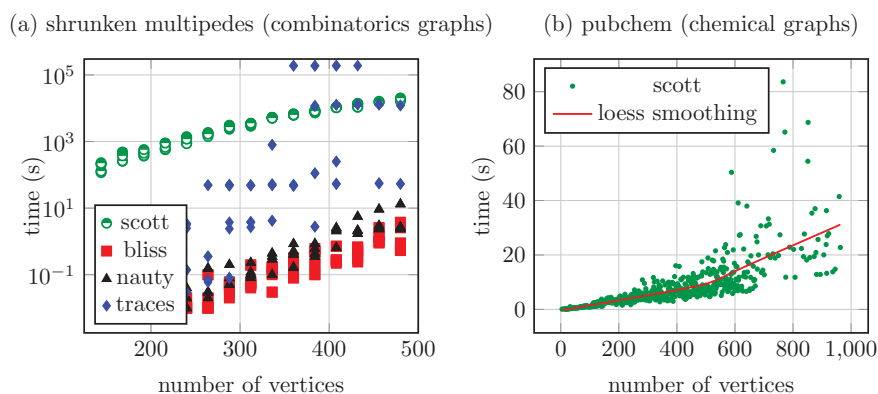 (a) shrunken multipedes (combinatorics graphs)
10^5
10^3
10^1
10^−1
time (s)
scott
bliss
nauty
traces
200 300 400 500
number of vertices
(b) pubchem (chemical graphs)
80
60
40
20
0
time (s)
scott
loess smoothing
0 200 400 600 800 1,000
number of vertices